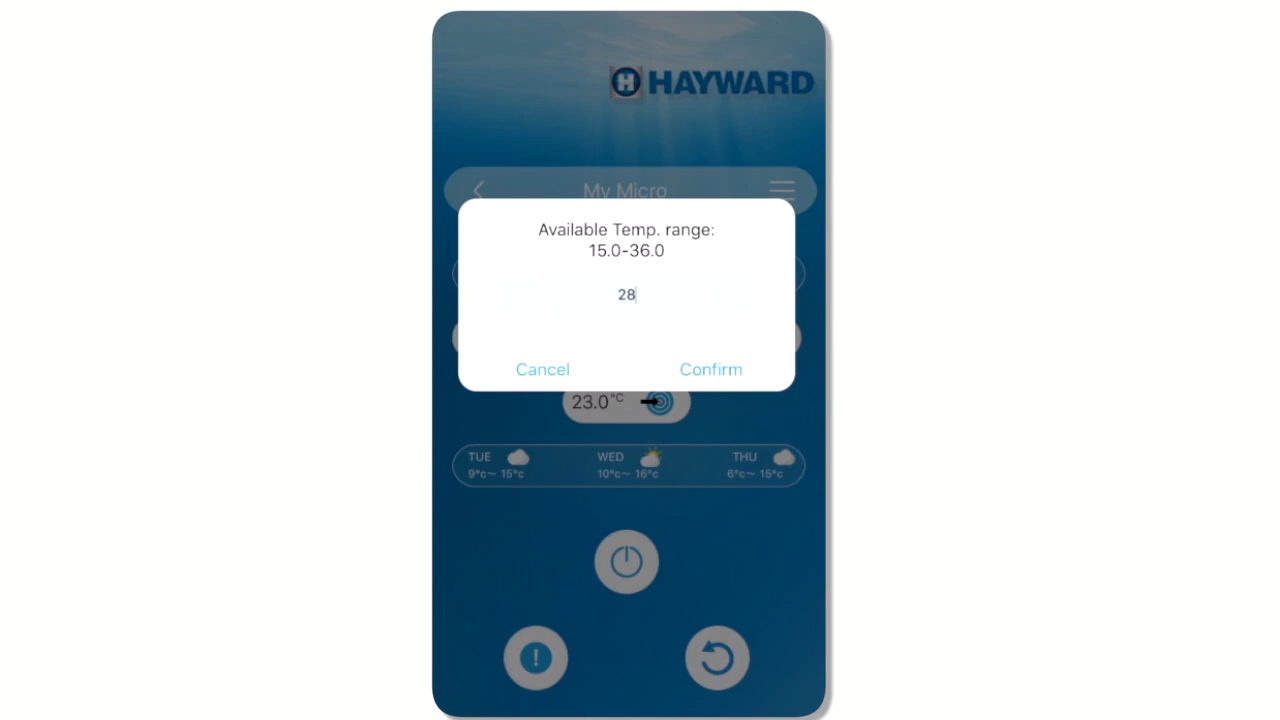 HAYWARD
My Micro
Available Temp. range:
15.0-36.0
28
Cancel Confirm
23.0°C
TUE WED THU
9°c~ 15°c 10°c~ 16°c 6°c~ 15°c